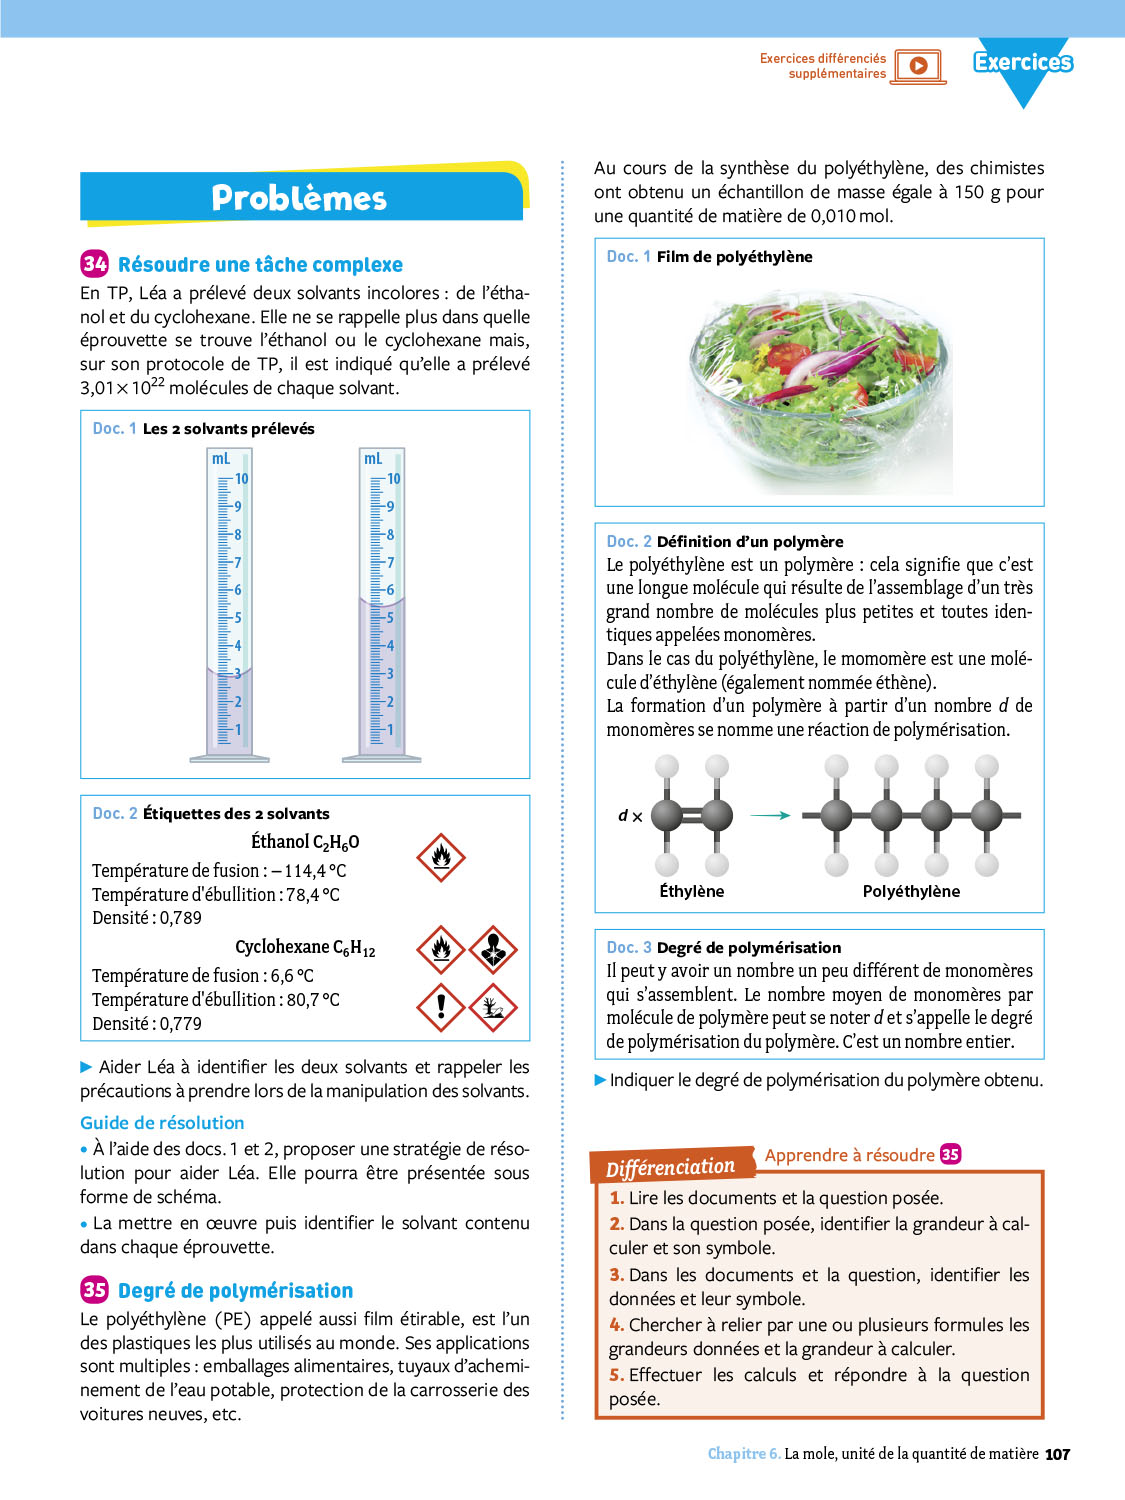 Exercices différenciés
supplémentaires
Exercices
Problèmes
34 Résoudre une tâche complexe
En TP, Léa a prélevé deux solvants incolores : de l’étha-
nol et du cyclohexane. Elle ne se rappelle plus dans quelle
éprouvette se trouve l’éthanol ou le cyclohexane mais,
sur son protocole de TP, il est indiqué qu’elle a prélevé
3,01 × 10²² molécules de chaque solvant.
Doc. 1 Les 2 solvants prélevés
mL
10
9
8
7
6
5
4
3
2
1
mL
10
9
8
7
6
5
4
3
2
1
Doc. 2 Étiquettes des 2 solvants
Éthanol C₂H₆O
Température de fusion : – 114,4 °C
Température d'ébullition : 78,4 °C
Densité : 0,789
Cyclohexane C₆H₁₂
Température de fusion : 6,6 °C
Température d'ébullition : 80,7 °C
Densité : 0,779
► Aider Léa à identifier les deux solvants et rappeler les
précautions à prendre lors de la manipulation des solvants.
Guide de résolution
• À l’aide des docs. 1 et 2, proposer une stratégie de réso-
lution pour aider Léa. Elle pourra être présentée sous
forme de schéma.
• La mettre en œuvre puis identifier le solvant contenu
dans chaque éprouvette.
35 Degré de polymérisation
Le polyéthylène (PE) appelé aussi film étirable, est l’un
des plastiques les plus utilisés au monde. Ses applications
sont multiples : emballages alimentaires, tuyaux d’achemi-
nement de l’eau potable, protection de la carrosserie des
voitures neuves, etc.
Au cours de la synthèse du polyéthylène, des chimistes
ont obtenu un échantillon de masse égale à 150 g pour
une quantité de matière de 0,010 mol.
Doc. 1 Film de polyéthylène
Doc. 2 Définition d’un polymère
Le polyéthylène est un polymère : cela signifie que c’est
une longue molécule qui résulte de l’assemblage d’un très
grand nombre de molécules plus petites et toutes iden-
tiques appelées monomères.
Dans le cas du polyéthylène, le momomère est une molé-
cule d’éthylène (également nommée éthène).
La formation d’un polymère à partir d’un nombre d de
monomères se nomme une réaction de polymérisation.
d ×
Éthylène
Polyéthylène
Doc. 3 Degré de polymérisation
Il peut y avoir un nombre un peu différent de monomères
qui s’assemblent. Le nombre moyen de monomères par
molécule de polymère peut se noter d et s’appelle le degré
de polymérisation du polymère. C’est un nombre entier.
► Indiquer le degré de polymérisation du polymère obtenu.
Différenciation Apprendre à résoudre 35
1. Lire les documents et la question posée.
2. Dans la question posée, identifier la grandeur à cal-
culer et son symbole.
3. Dans les documents et la question, identifier les
données et leur symbole.
4. Chercher à relier par une ou plusieurs formules les
grandeurs données et la grandeur à calculer.
5. Effectuer les calculs et répondre à la question
posée.
Chapitre 6. La mole, unité de la quantité de matière 107